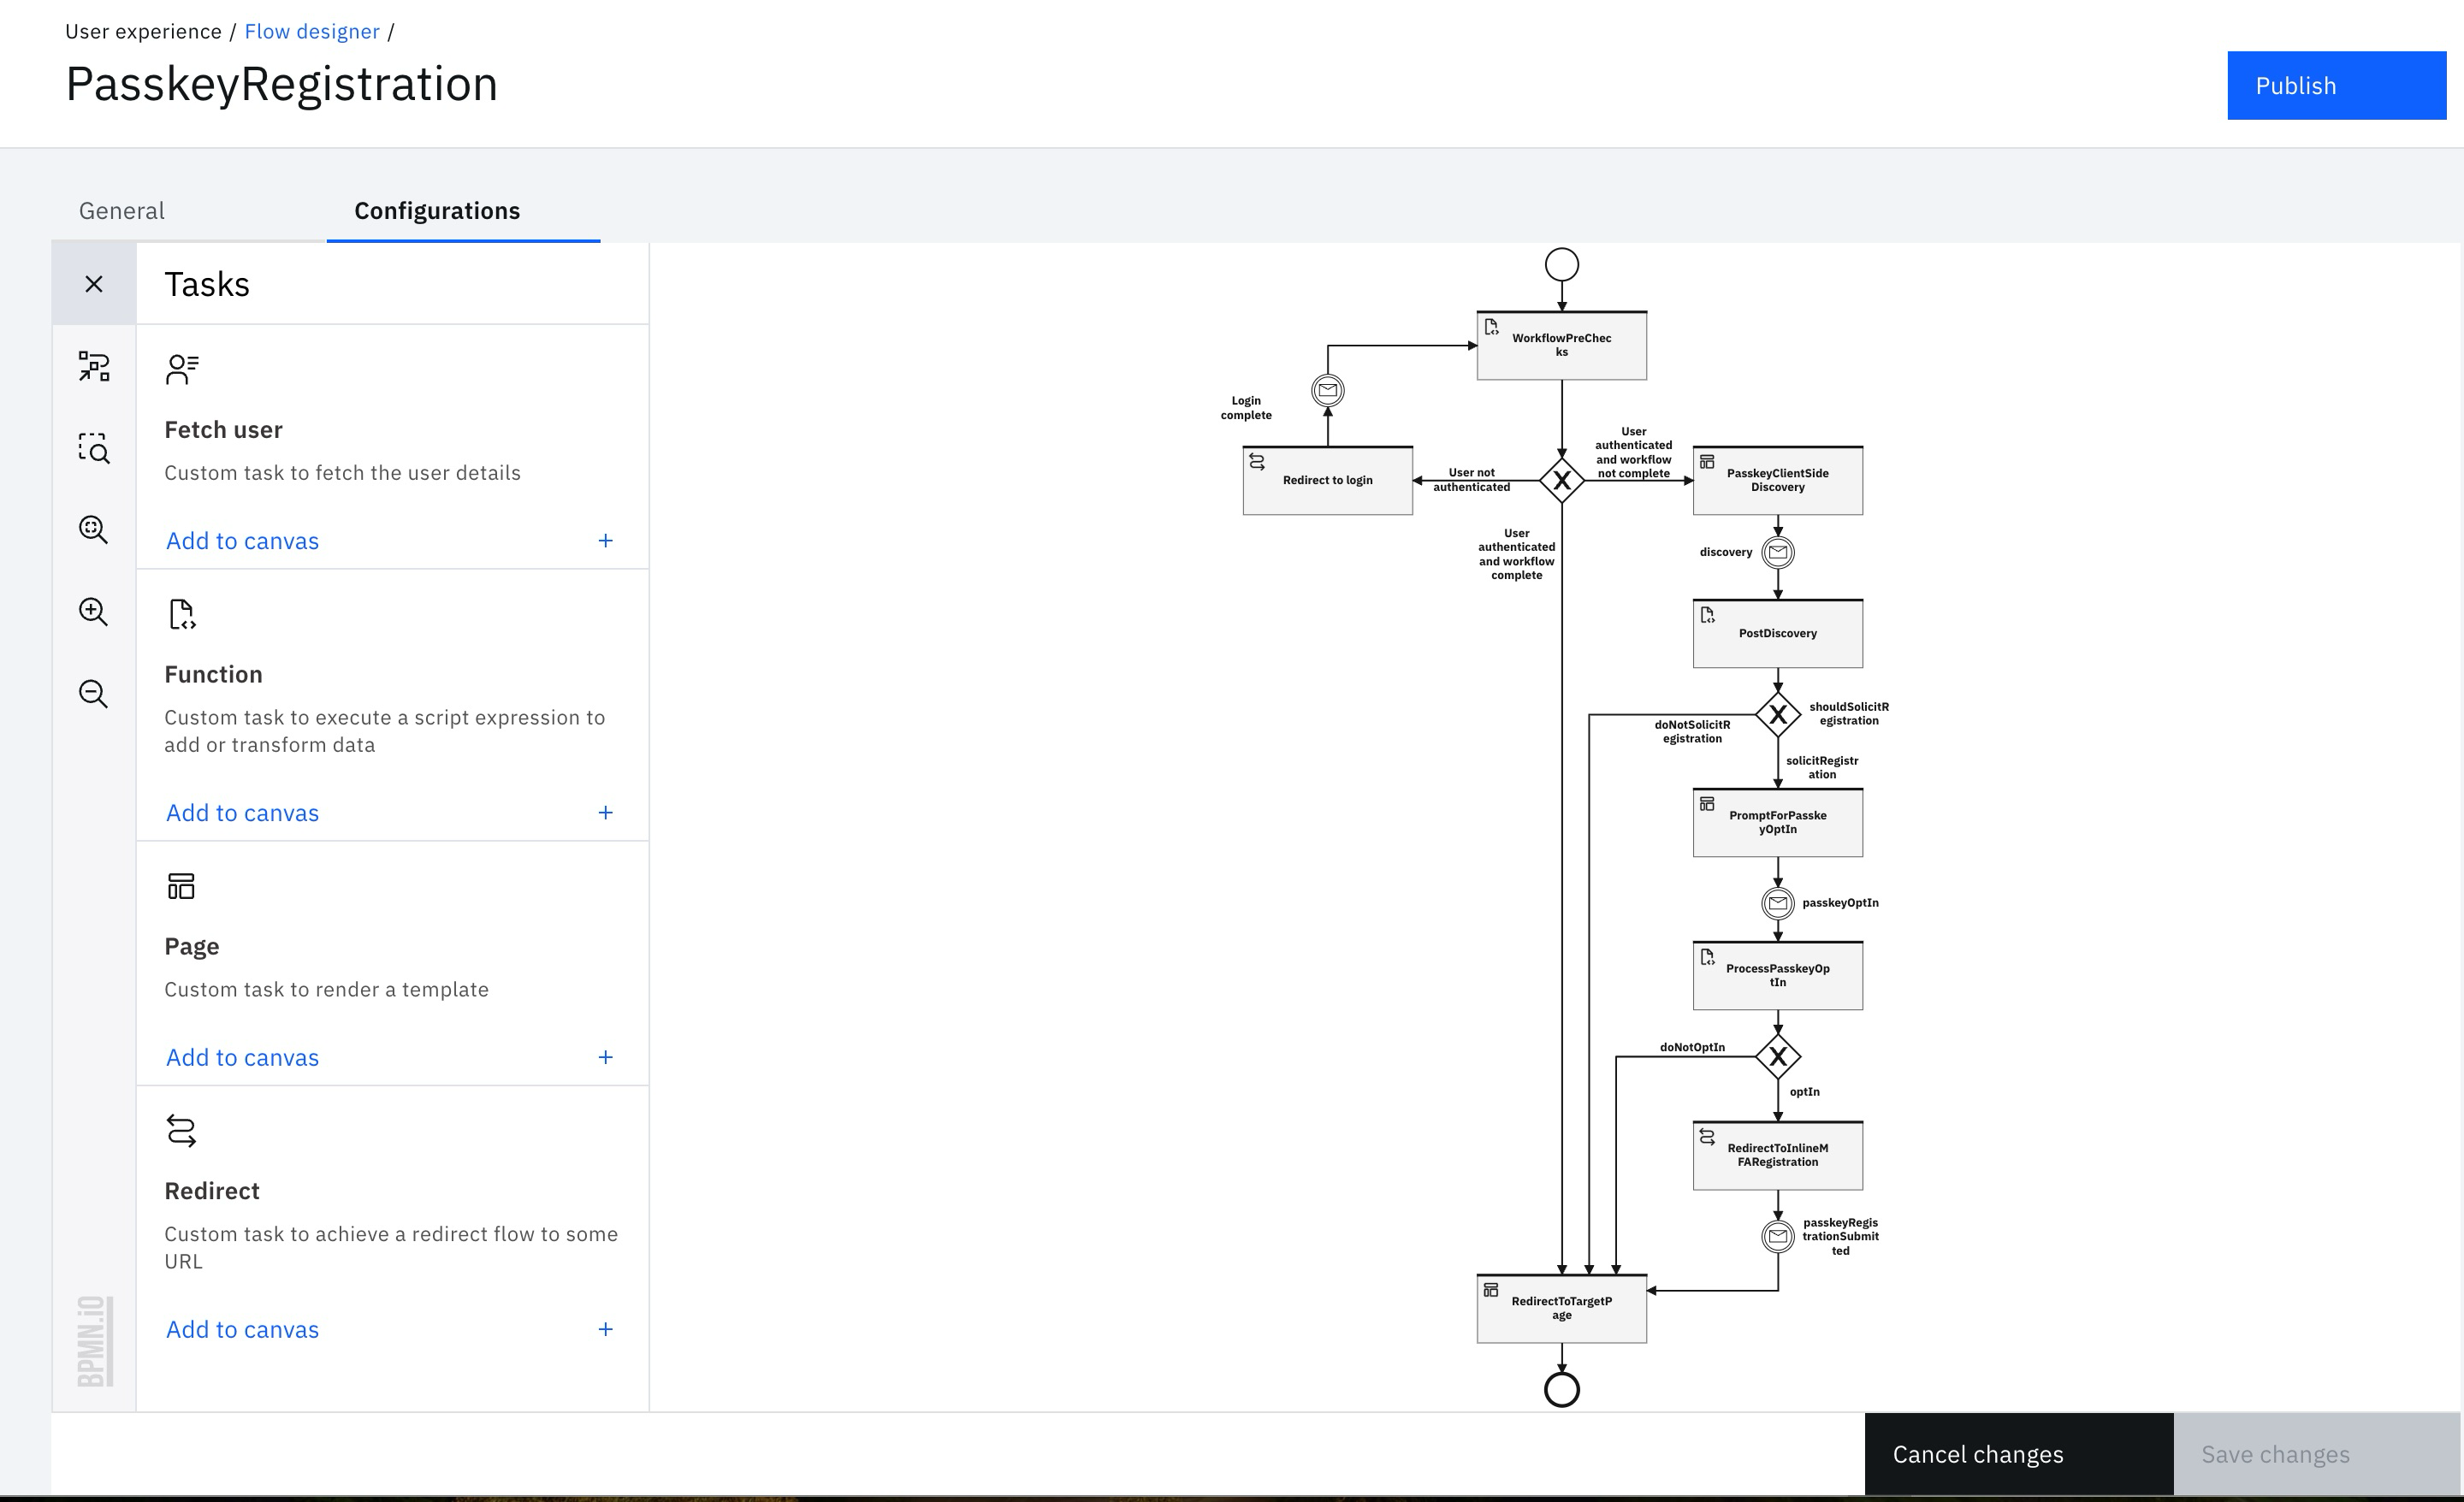 User experience / Flow designer /
PasskeyRegistration
Publish
General
Configurations
Tasks
Fetch user
Custom task to fetch the user details
Add to canvas +
Function
Custom task to execute a script expression to
add or transform data
Add to canvas +
Page
Custom task to render a template
Add to canvas +
Redirect
Custom task to achieve a redirect flow to some
URL
Add to canvas +
BPMN.iO
WorkflowPreChec
ks
Login
complete
Redirect to login
User not
authenticated
X
User
authenticated
and workflow
not complete
PasskeyClientSide
Discovery
User
authenticated
and workflow
complete
discovery
PostDiscovery
X
shouldSolicitR
egistration
doNotSolicitR
egistration
solicitRegistr
ation
PromptForPasske
yOptIn
passkeyOptIn
ProcessPasskeyOp
tIn
doNotOptIn
X
optIn
RedirectToInlineM
FARegistration
passkeyRegis
trationSubmit
ted
RedirectToTargetP
age
Cancel changes
Save changes